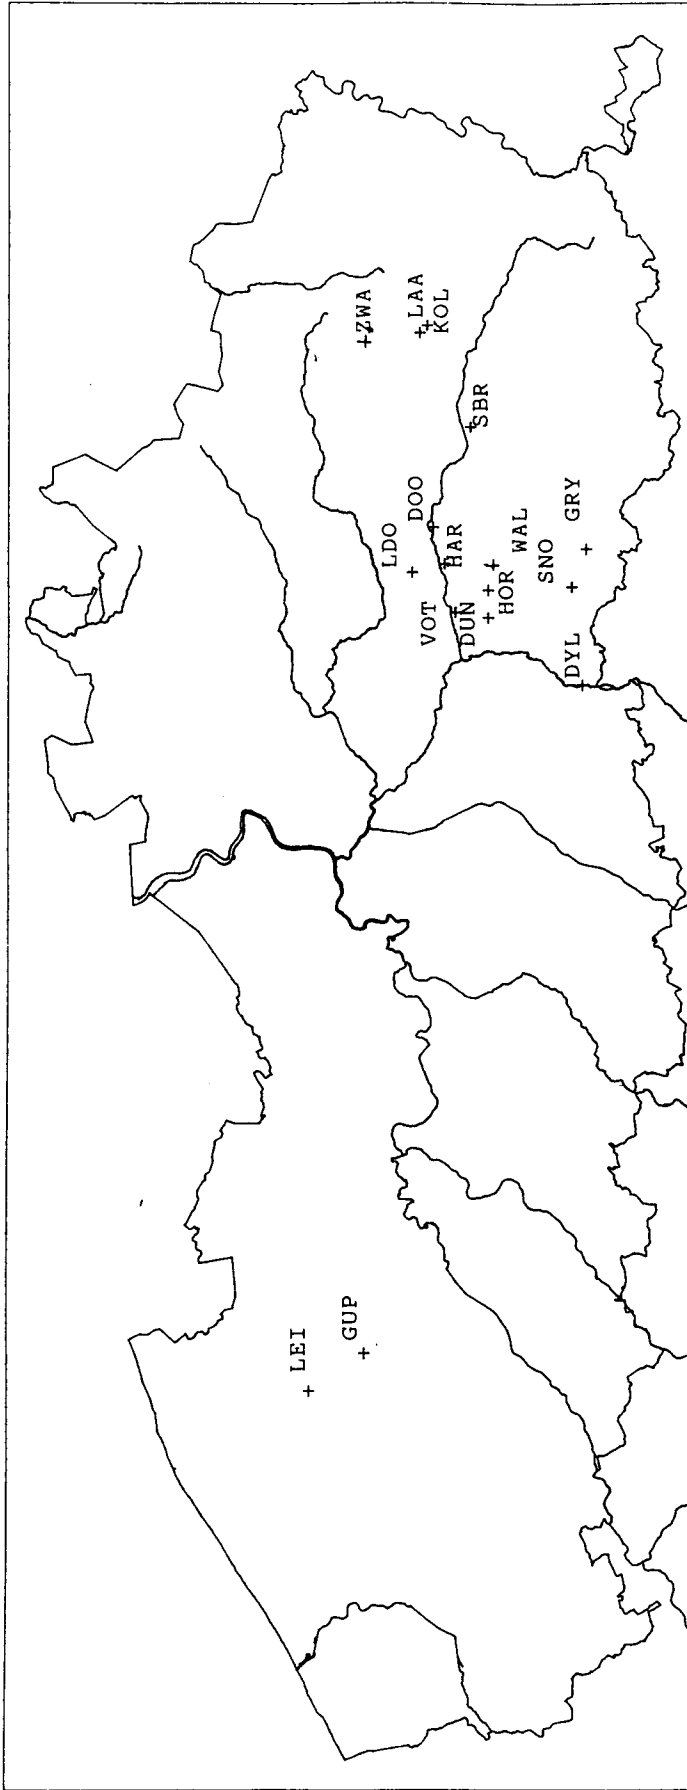 ZWA
LAA
KOL
SBR
LDO
DOO
HAR
VOT
DUN
HOR
WAL
SNO
GRY
DYL
LEI
GUP